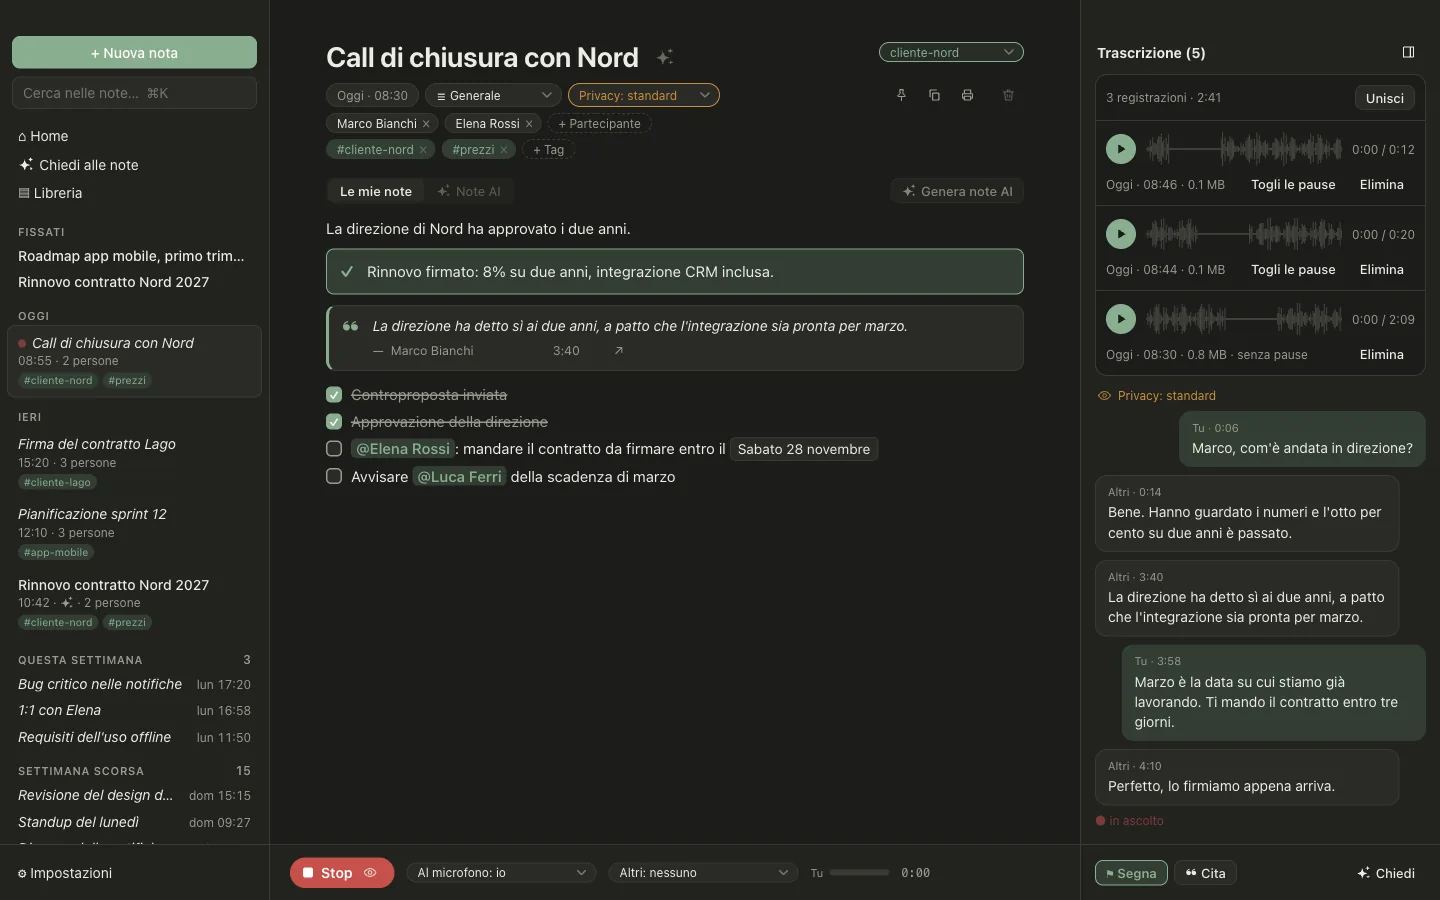 + Nuova nota
Cerca nelle note... ⌘K
Home
Chiedi alle note
Libreria
FISSATI
Roadmap app mobile, primo trim...
Rinnovo contratto Nord 2027
OGGI
Call di chiusura con Nord
08:55 · 2 persone
#cliente-nord #prezzi
IERI
Firma del contratto Lago
15:20 · 3 persone
#cliente-lago
Pianificazione sprint 12
12:10 · 3 persone
#app-mobile
Rinnovo contratto Nord 2027
10:42 · 2 persone
#cliente-nord #prezzi
QUESTA SETTIMANA 3
Bug critico nelle notifiche lun 17:20
1:1 con Elena lun 16:58
Requisiti dell'uso offline lun 11:50
SETTIMANA SCORSA 15
Revisione del design d... dom 15:15
Standup del lunedì dom 09:27
Impostazioni
Call di chiusura con Nord
cliente-nord
Oggi · 08:30 Generale Privacy: standard
Marco Bianchi × Elena Rossi × + Partecipante
#cliente-nord × #prezzi × + Tag
Le mie note Note AI Genera note AI
La direzione di Nord ha approvato i due anni.
Rinnovo firmato: 8% su due anni, integrazione CRM inclusa.
La direzione ha detto sì ai due anni, a patto che l'integrazione sia pronta per marzo.
— Marco Bianchi 3:40 ↗
Controproposta inviata
Approvazione della direzione
@Elena Rossi: mandare il contratto da firmare entro il Sabato 28 novembre
Avvisare @Luca Ferri della scadenza di marzo
Stop Al microfono: io Altri: nessuno Tu 0:00
Trascrizione (5)
3 registrazioni · 2:41 Unisci
0:00 / 0:12
Oggi · 08:46 · 0.1 MB Togli le pause Elimina
0:00 / 0:20
Oggi · 08:44 · 0.1 MB Togli le pause Elimina
0:00 / 2:09
Oggi · 08:30 · 0.8 MB · senza pause Elimina
Privacy: standard
Tu · 0:06
Marco, com'è andata in direzione?
Altri · 0:14
Bene. Hanno guardato i numeri e l'otto per
cento su due anni è passato.
Altri · 3:40
La direzione ha detto sì ai due anni, a patto
che l'integrazione sia pronta per marzo.
Tu · 3:58
Marzo è la data su cui stiamo già
lavorando. Ti mando il contratto entro tre
giorni.
Altri · 4:10
Perfetto, lo firmiamo appena arriva.
in ascolto
Segna Cita Chiedi